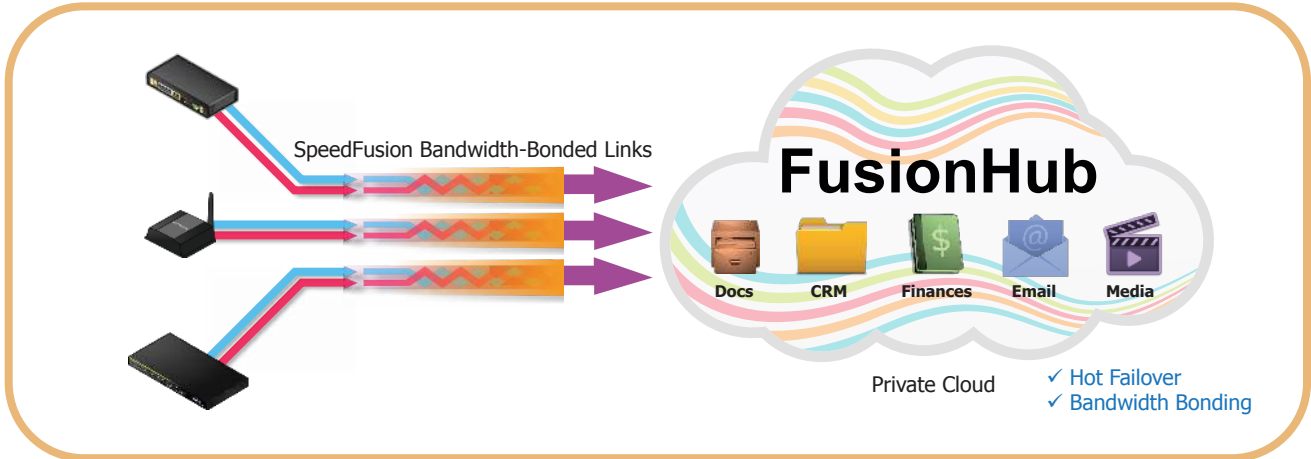 SpeedFusion Bandwidth-Bonded Links
FusionHub
Docs
CRM
Finances
Email
Media
Private Cloud
✓ Hot Failover
✓ Bandwidth Bonding